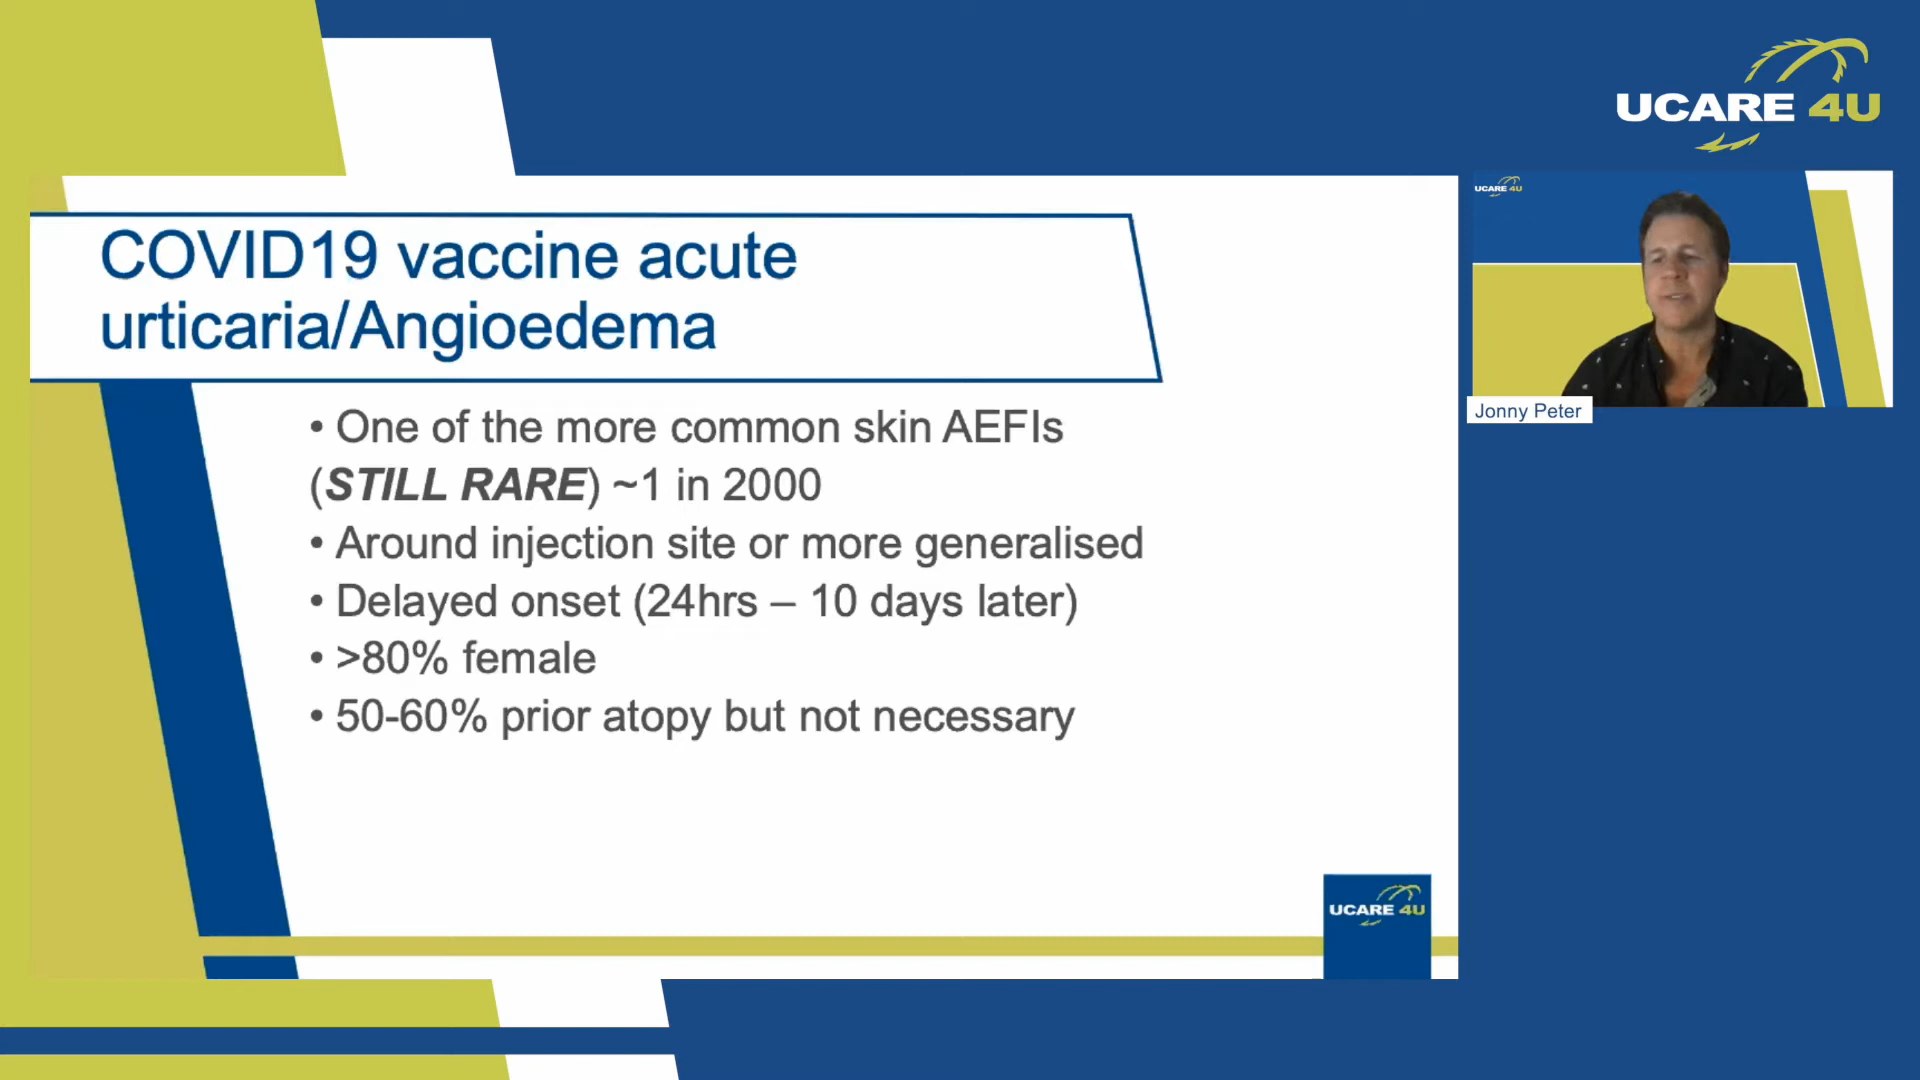 UCARE 4U
UCARE 4U
COVID19 vaccine acute
urticaria/Angioedema
Jonny Peter
• One of the more common skin AEFIs
(STILL RARE) ~1 in 2000
• Around injection site or more generalised
• Delayed onset (24hrs – 10 days later)
• >80% female
• 50-60% prior atopy but not necessary
UCARE 4U